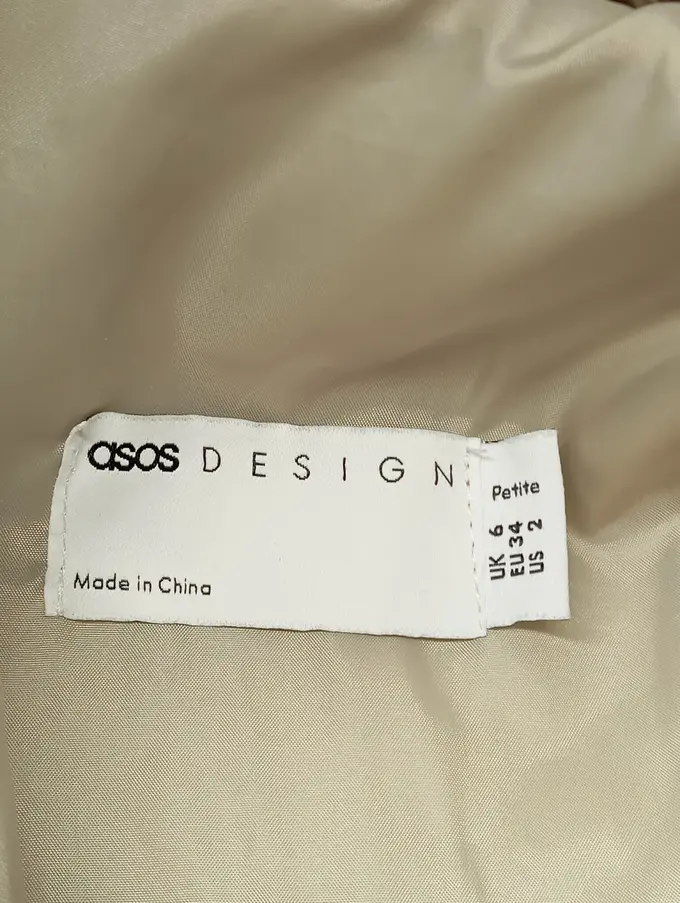 asos DESIGN
Made in China
Petite
UK 6
EU 34
US 2